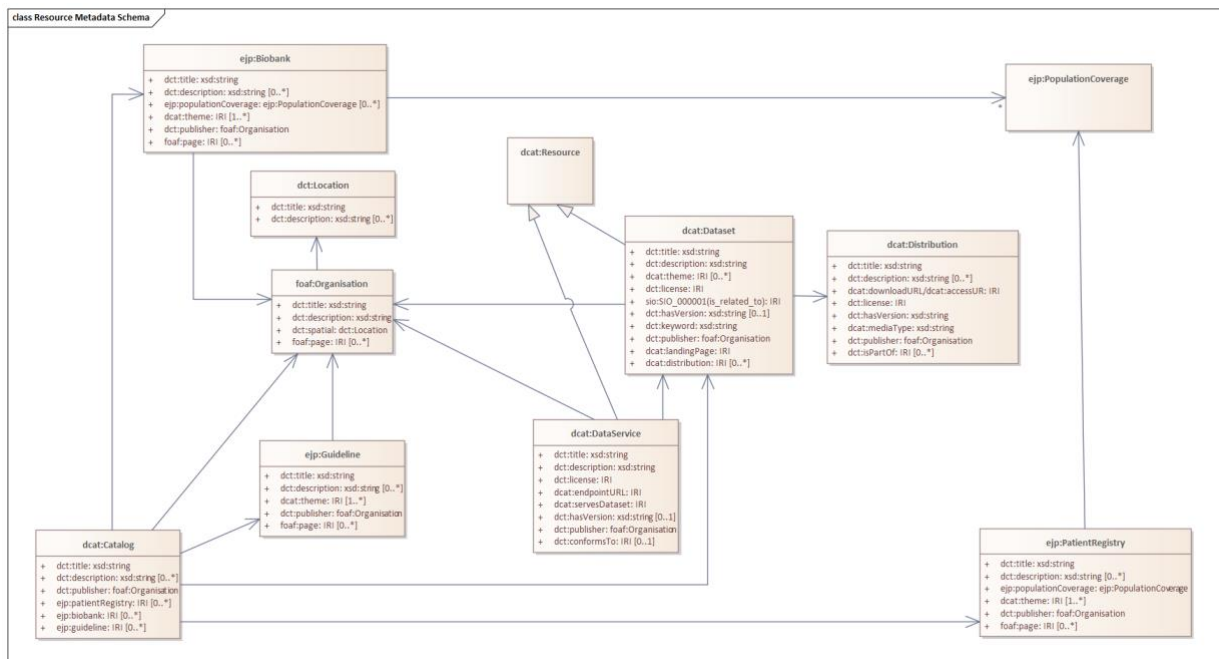 class Resource Metadata Schema
ejp:Biobank
+ dct:title: xsd:string
+ dct:description: xsd:string [0..*]
+ ejp:populationCoverage: ejp:PopulationCoverage [0..*]
+ dcat:theme: IRI [1..*]
+ dct:publisher: foaf:Organisation
+ foaf:page: IRI [0..*]
ejp:PopulationCoverage
*
dcat:Resource
dct:Location
+ dct:title: xsd:string
+ dct:description: xsd:string [0..*]
dcat:Dataset
+ dct:title: xsd:string
+ dct:description: xsd:string
+ dcat:theme: IRI [0..*]
+ dct:license: IRI
+ sio:SIO_000001(is_related_to): IRI
+ dct:hasVersion: xsd:string [0..1]
+ dct:keyword: xsd:string
+ dct:publisher: foaf:Organisation
+ dcat:landingPage: IRI
+ dcat:distribution: IRI [0..*]
dcat:Distribution
+ dct:title: xsd:string
+ dct:description: xsd:string [0..*]
+ dcat:downloadURL/dcat:accessUR: IRI
+ dct:license: IRI
+ dct:hasVersion: xsd:string
+ dcat:mediaType: xsd:string
+ dct:publisher: foaf:Organisation
+ dct:isPartOf: IRI [0..*]
foaf:Organisation
+ dct:title: xsd:string
+ dct:description: xsd:string
+ dct:spatial: dct:Location
+ foaf:page: IRI [0..*]
dcat:DataService
+ dct:title: xsd:string
+ dct:description: xsd:string
+ dct:license: IRI
+ dcat:endpointURL: IRI
+ dcat:servesDataset: IRI
+ dct:hasVersion: xsd:string [0..1]
+ dct:publisher: foaf:Organisation
+ dct:conformsTo: IRI [0..1]
ejp:Guideline
+ dct:title: xsd:string
+ dct:description: xsd:string [0..*]
+ dcat:theme: IRI [1..*]
+ dct:publisher: foaf:Organisation
+ foaf:page: IRI [0..*]
dcat:Catalog
+ dct:title: xsd:string
+ dct:description: xsd:string [0..*]
+ dct:publisher: foaf:Organisation
+ ejp:patientRegistry: IRI [0..*]
+ ejp:biobank: IRI [0..*]
+ ejp:guideline: IRI [0..*]
ejp:PatientRegistry
+ dct:title: xsd:string
+ dct:description: xsd:string [0..*]
+ ejp:populationCoverage: ejp:PopulationCoverage
+ dcat:theme: IRI [1..*]
+ dct:publisher: foaf:Organisation
+ foaf:page: IRI [0..*]